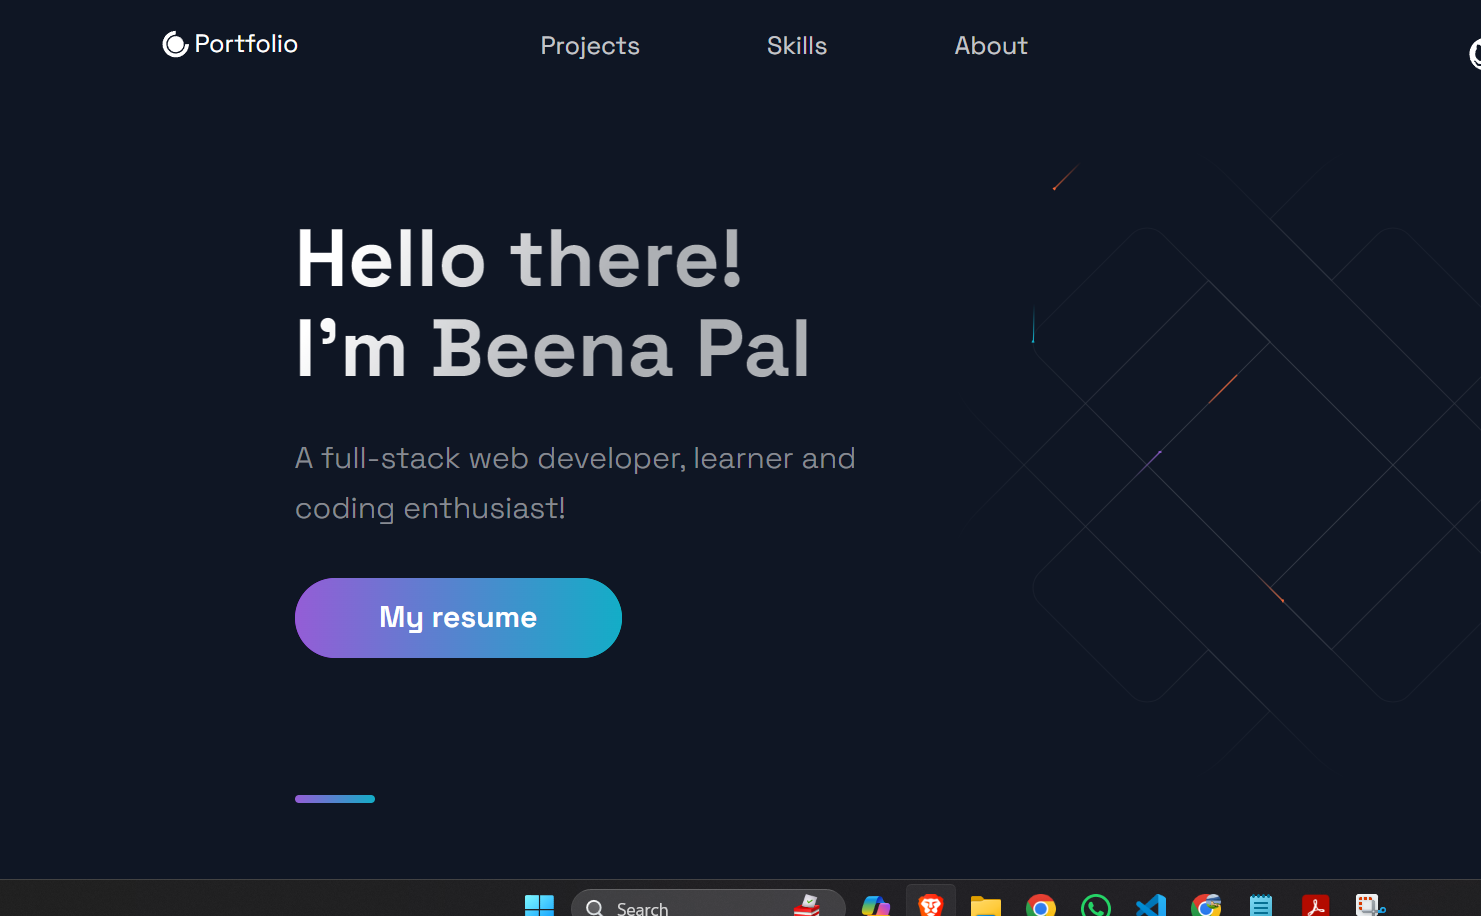 Portfolio
Projects
Skills
About
Hello there!
I'm Beena Pal
A full-stack web developer, learner and
coding enthusiast!
My resume
Search